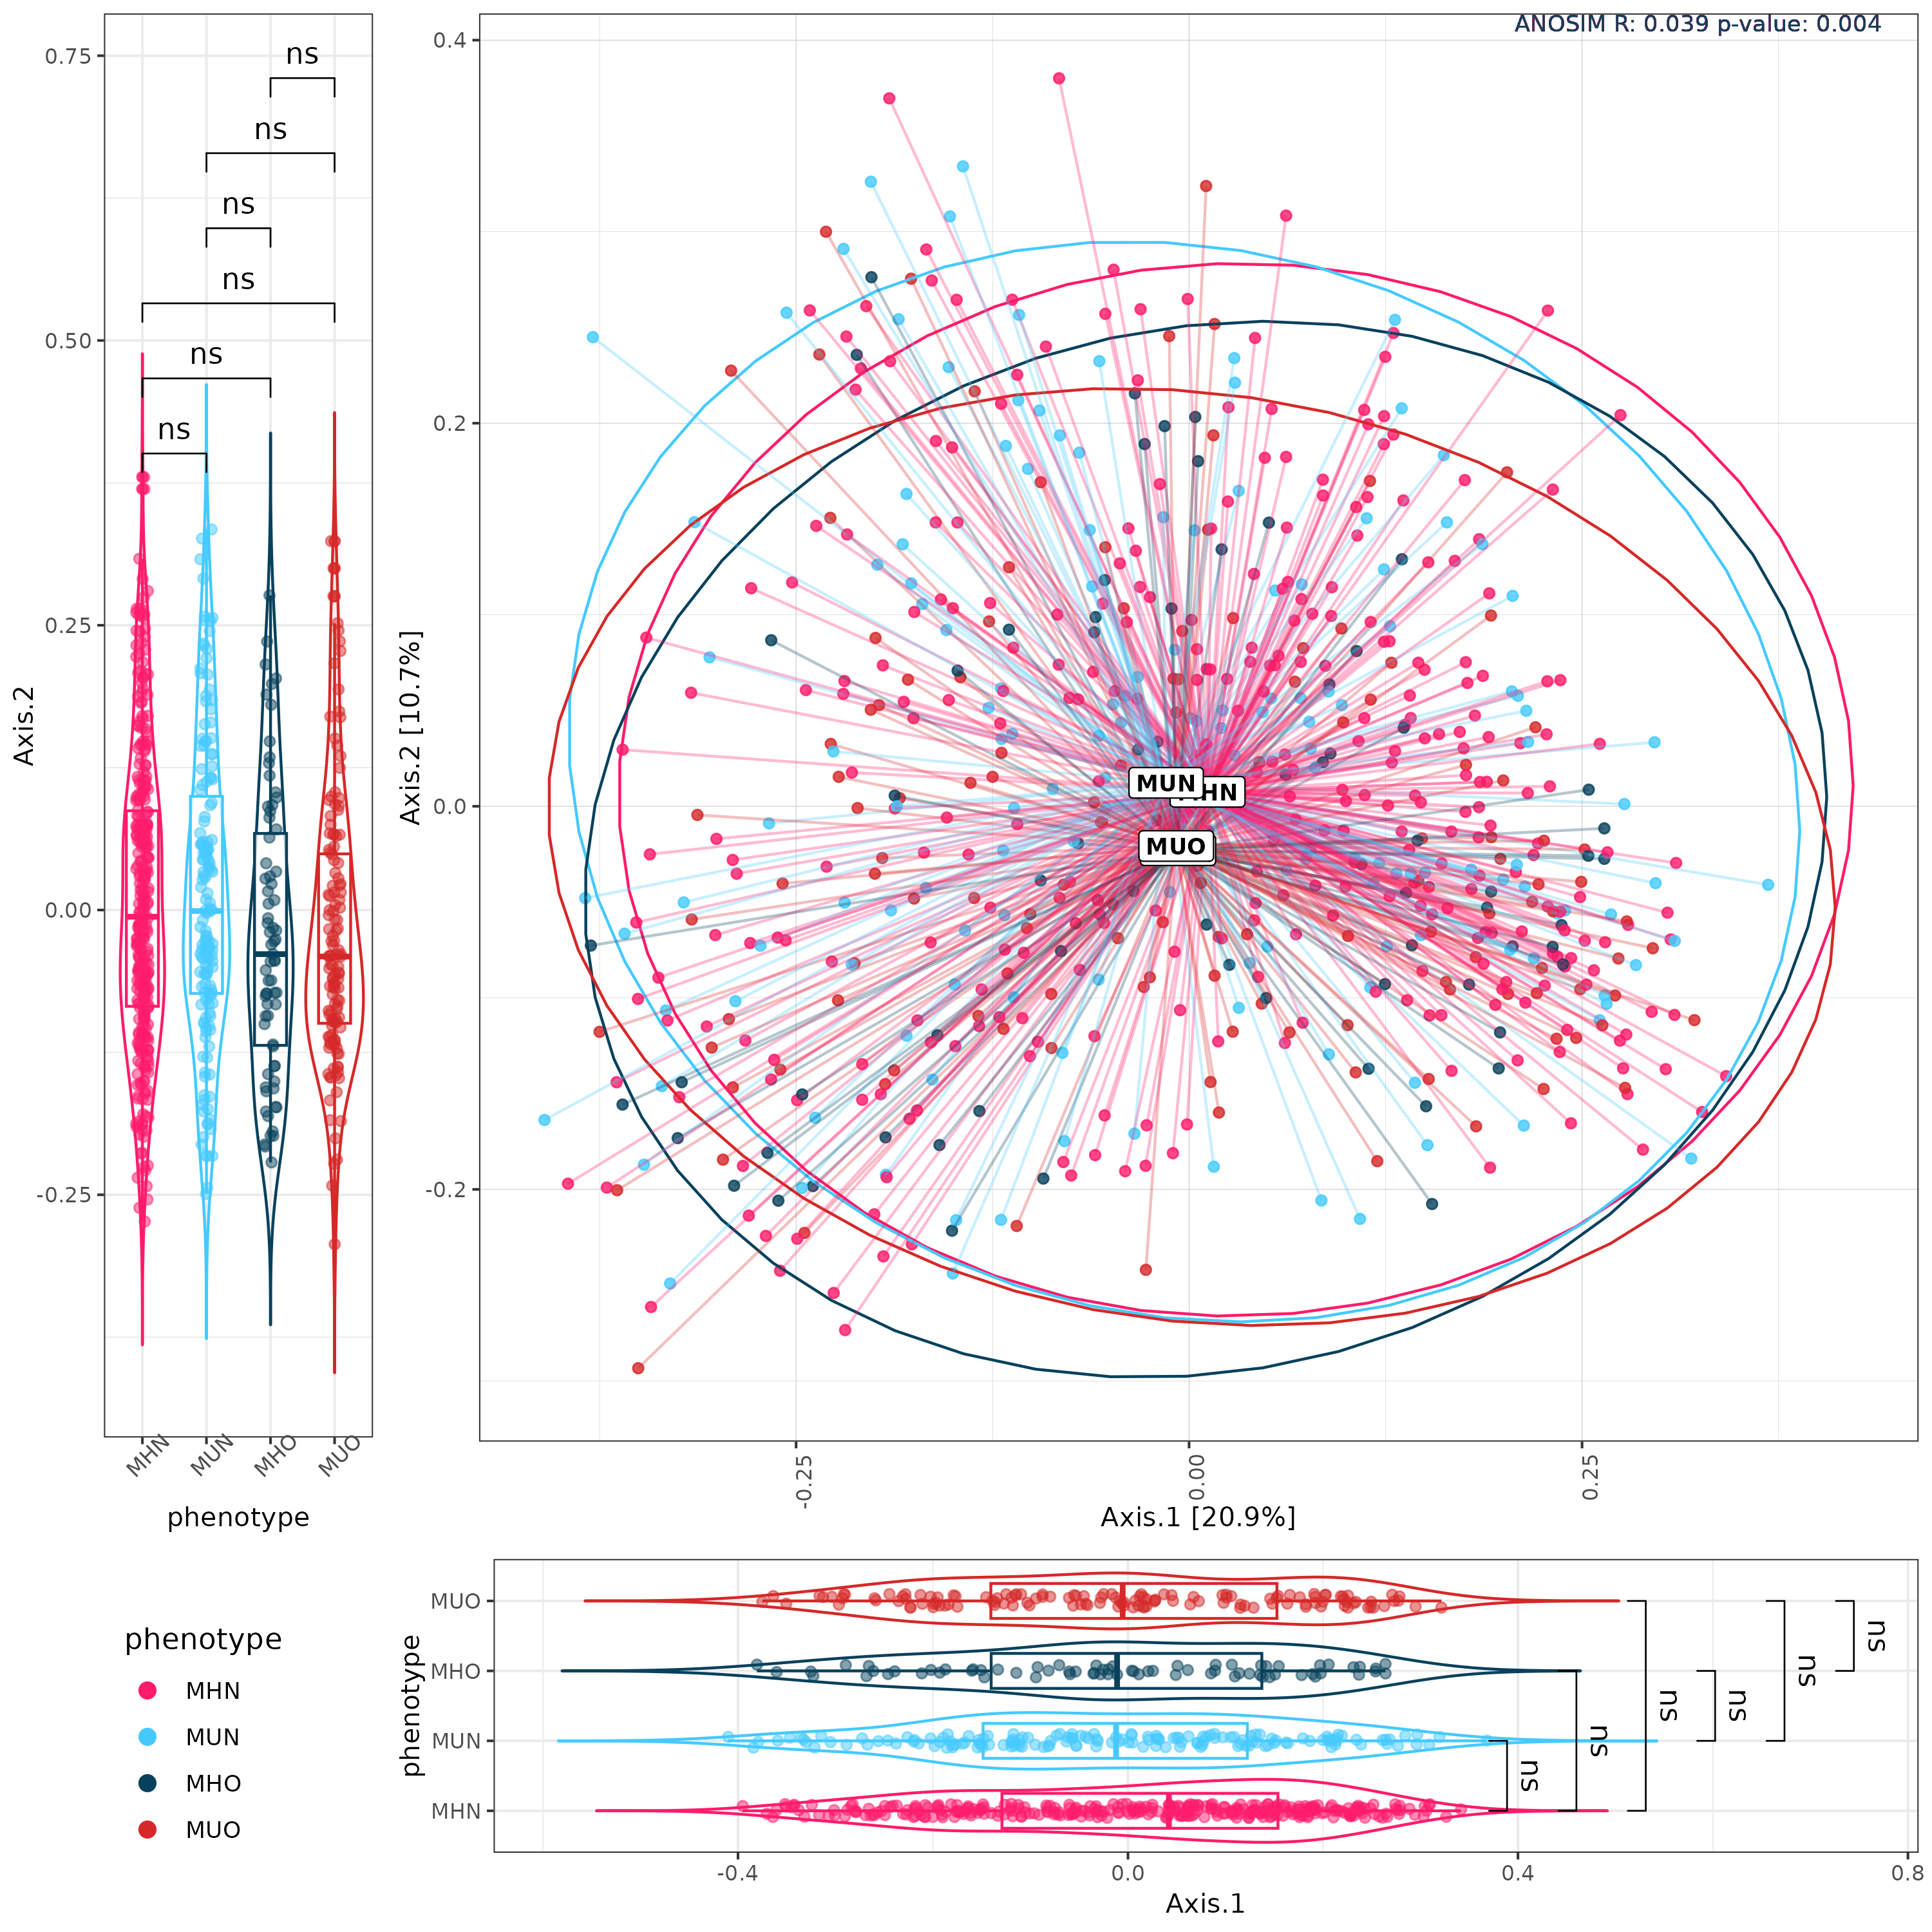 ANOSIM R: 0.039 p-value: 0.004
0.75
0.50
0.25
0.00
-0.25
Axis.2
ns
ns
ns
ns
ns
ns
MHN
MUN
MHO
MUO
phenotype
0.4
0.2
0.0
-0.2
Axis.2 [10.7%]
MUN
MHN
MUO
-0.25
0.00
0.25
Axis.1 [20.9%]
phenotype
MHN
MUN
MHO
MUO
phenotype
MUO
MHO
MUN
MHN
ns
ns
ns
ns
ns
ns
-0.4
0.0
0.4
0.8
Axis.1